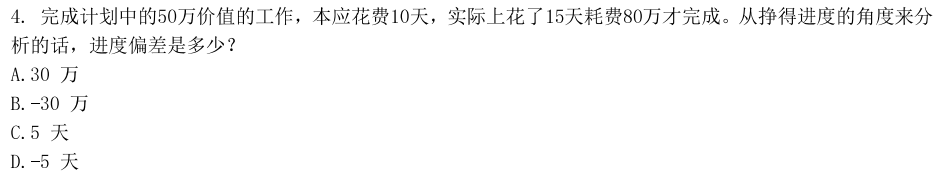 4. 完成计划中的50万价值的工作，本应花费10天，实际上花了15天耗费80万才完成。从挣得进度的角度来分
析的话，进度偏差是多少？
A.30 万
B.-30 万
C.5 天
D.-5 天